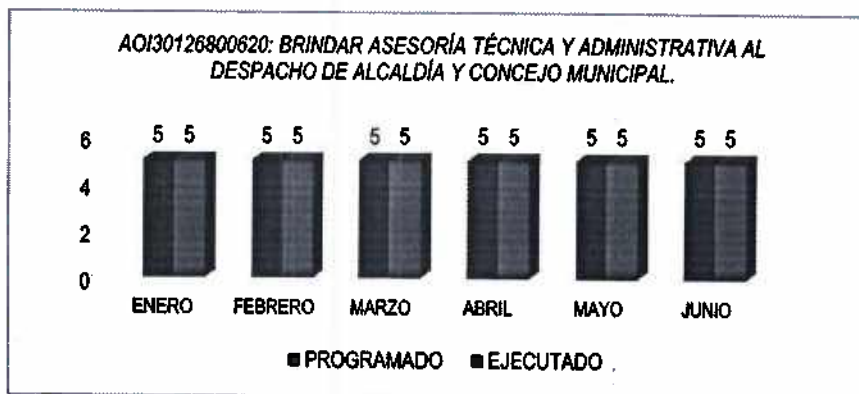 AOI30126800620: BRINDAR ASESORÍA TÉCNICA Y ADMINISTRATIVA AL
DESPACHO DE ALCALDÍA Y CONCEJO MUNICIPAL.
6
4
2
0
5 5 5 5 5 5 5 5 5 5 5 5
ENERO FEBRERO MARZO ABRIL MAYO JUNIO
PROGRAMADO EJECUTADO